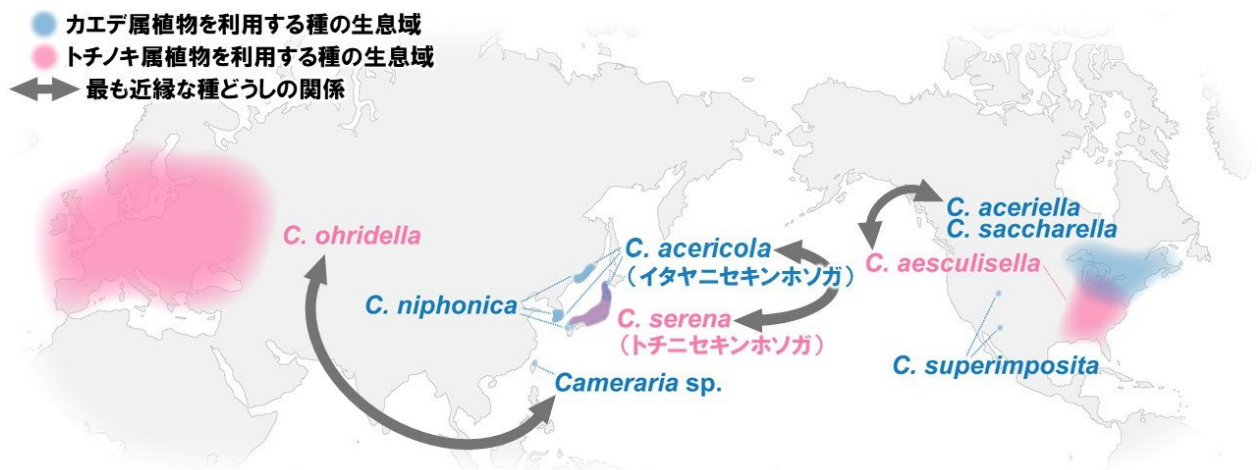 カエデ属植物を利用する種の生息域
トチノキ属植物を利用する種の生息域
最も近縁な種どうしの関係
C. ohridella
C. niphonica
C. acericola
（イタヤニセキンホソガ）
C. serena
（トチニセキンホソガ）
Cameraria sp.
C. aceriella
C. saccharella
C. aesculisella
C. superimposita